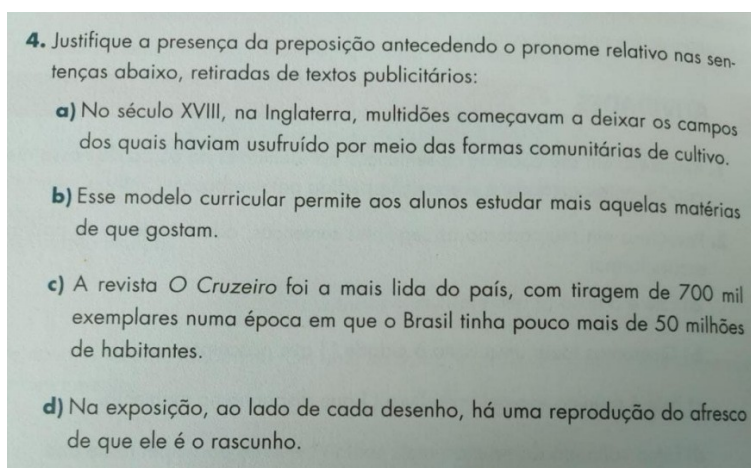 4. Justifique a presença da preposição antecedendo o pronome relativo nas sen-
tenças abaixo, retiradas de textos publicitários:
a) No século XVIII, na Inglaterra, multidões começavam a deixar os campos
dos quais haviam usufruído por meio das formas comunitárias de cultivo.
b) Esse modelo curricular permite aos alunos estudar mais aquelas matérias
de que gostam.
c) A revista O Cruzeiro foi a mais lida do país, com tiragem de 700 mil
exemplares numa época em que o Brasil tinha pouco mais de 50 milhões
de habitantes.
d) Na exposição, ao lado de cada desenho, há uma reprodução do afresco
de que ele é o rascunho.